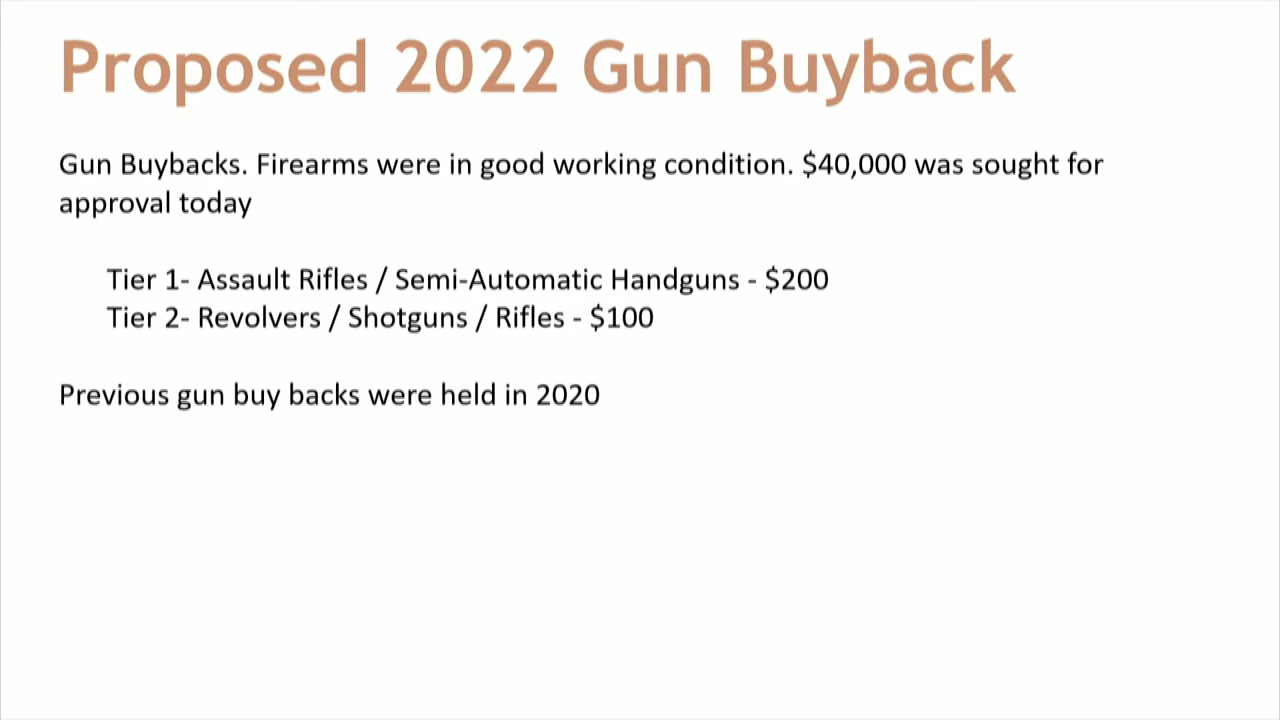 Proposed 2022 Gun Buyback
Gun Buybacks. Firearms were in good working condition. $40,000 was sought for
approval today
Tier 1- Assault Rifles / Semi-Automatic Handguns - $200
Tier 2- Revolvers / Shotguns / Rifles - $100
Previous gun buy backs were held in 2020